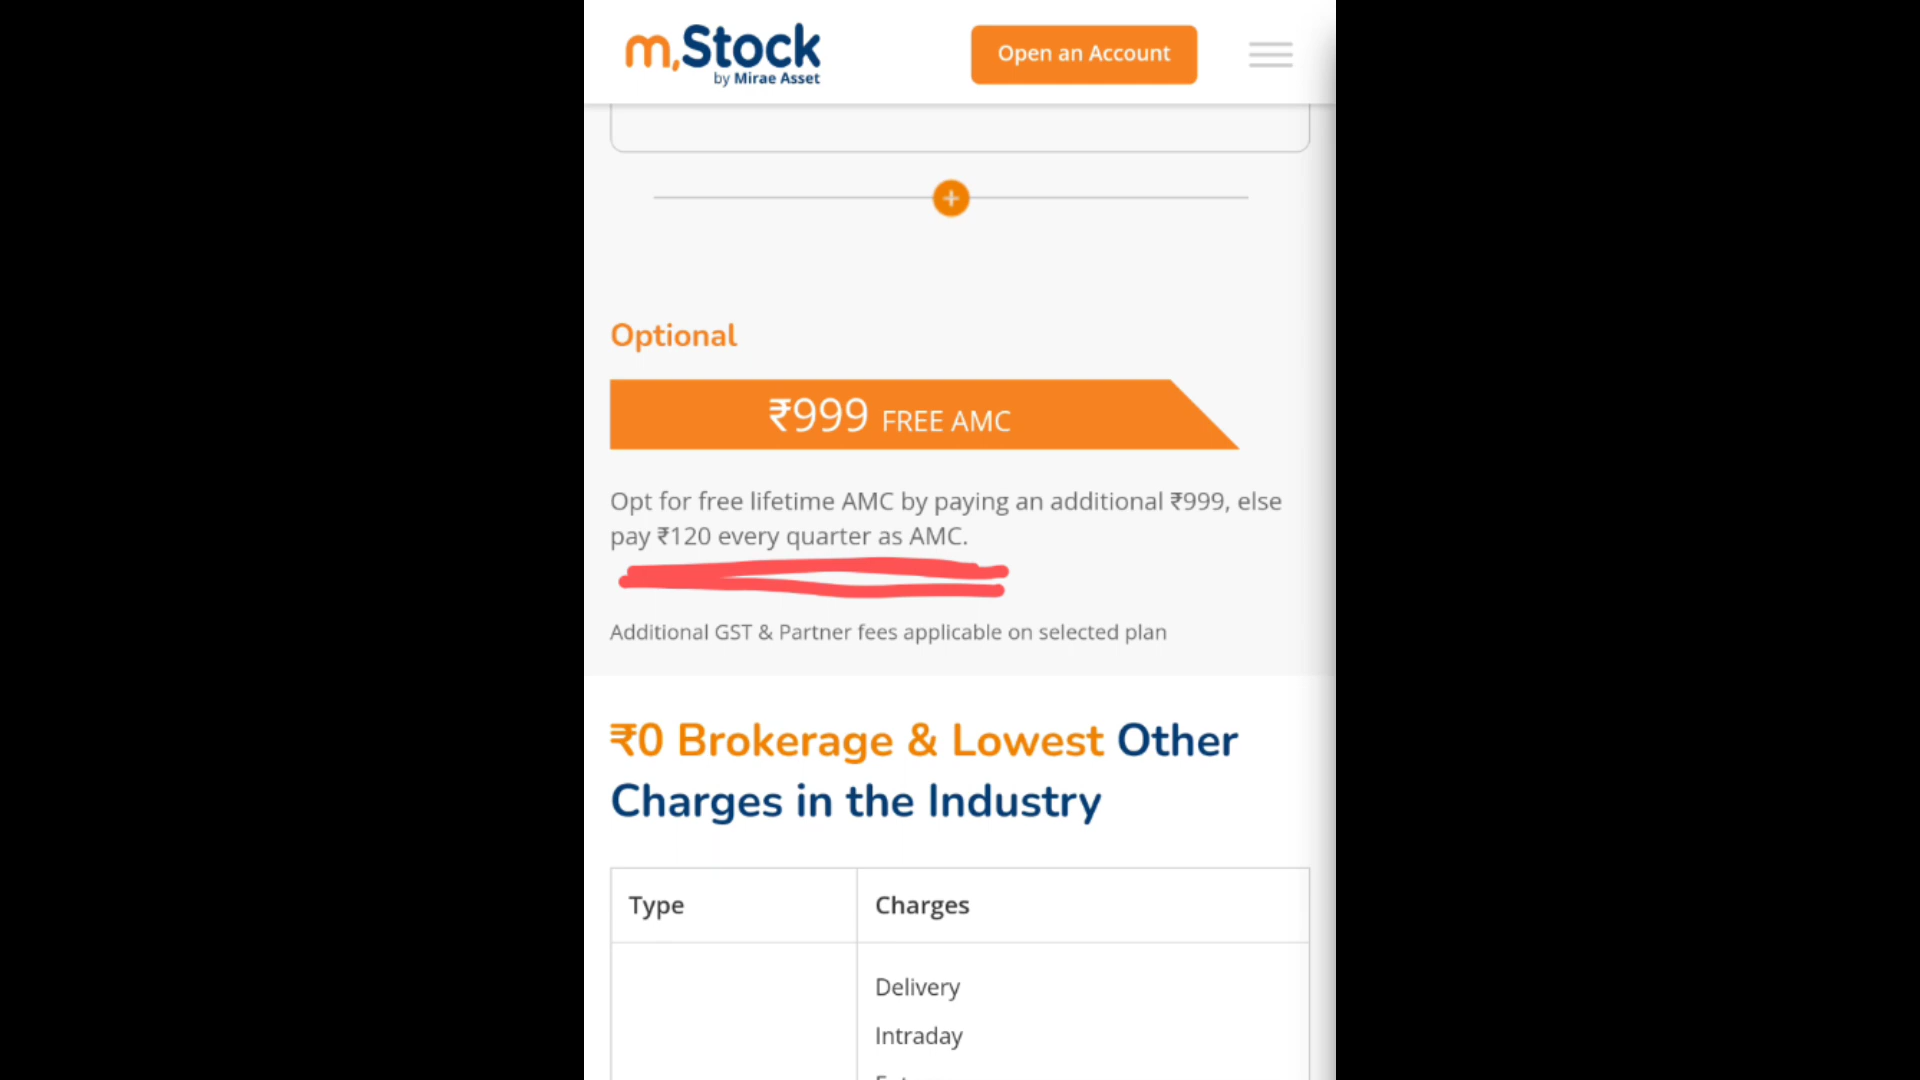 m.Stock
by Mirae Asset
Open an Account
Optional
₹999 FREE AMC
Opt for free lifetime AMC by paying an additional ₹999, else
pay ₹120 every quarter as AMC.
Additional GST & Partner fees applicable on selected plan
₹0 Brokerage & Lowest Other
Charges in the Industry
Type
Charges
Delivery
Intraday